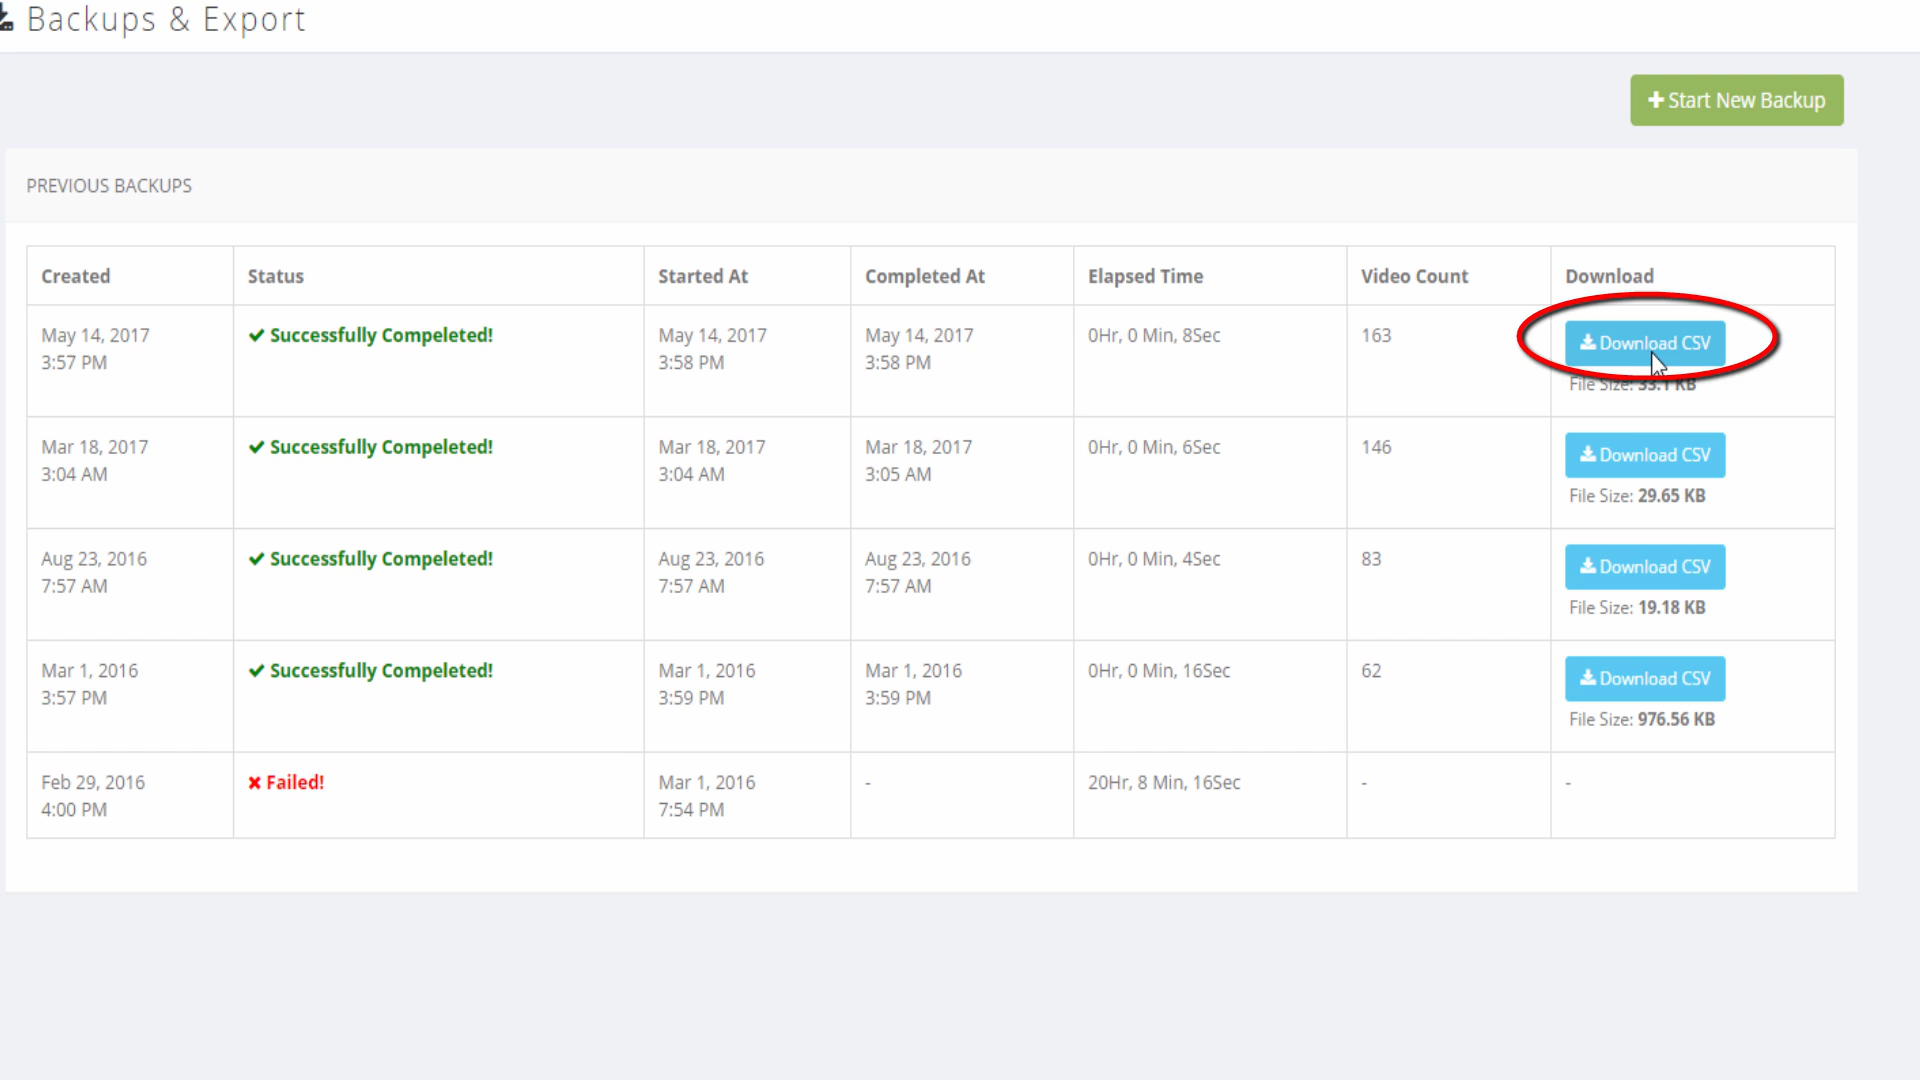 Backups & Export
Start New Backup
PREVIOUS BACKUPS
Created Status Started At Completed At Elapsed Time Video Count Download
May 14, 2017 Successfully Compeleted! May 14, 2017 May 14, 2017 0Hr, 0 Min, 8Sec 163 Download CSV
3:57 PM 3:58 PM 3:58 PM
File Size: 33.1 KB
Mar 18, 2017 Successfully Compeleted! Mar 18, 2017 Mar 18, 2017 0Hr, 0 Min, 6Sec 146 Download CSV
3:04 AM 3:04 AM 3:05 AM
File Size: 29.65 KB
Aug 23, 2016 Successfully Compeleted! Aug 23, 2016 Aug 23, 2016 0Hr, 0 Min, 4Sec 83 Download CSV
7:57 AM 7:57 AM 7:57 AM
File Size: 19.18 KB
Mar 1, 2016 Successfully Compeleted! Mar 1, 2016 Mar 1, 2016 0Hr, 0 Min, 16Sec 62 Download CSV
3:57 PM 3:59 PM 3:59 PM
File Size: 976.56 KB
Feb 29, 2016 Failed! Mar 1, 2016 - 20Hr, 8 Min, 16Sec - -
4:00 PM 7:54 PM